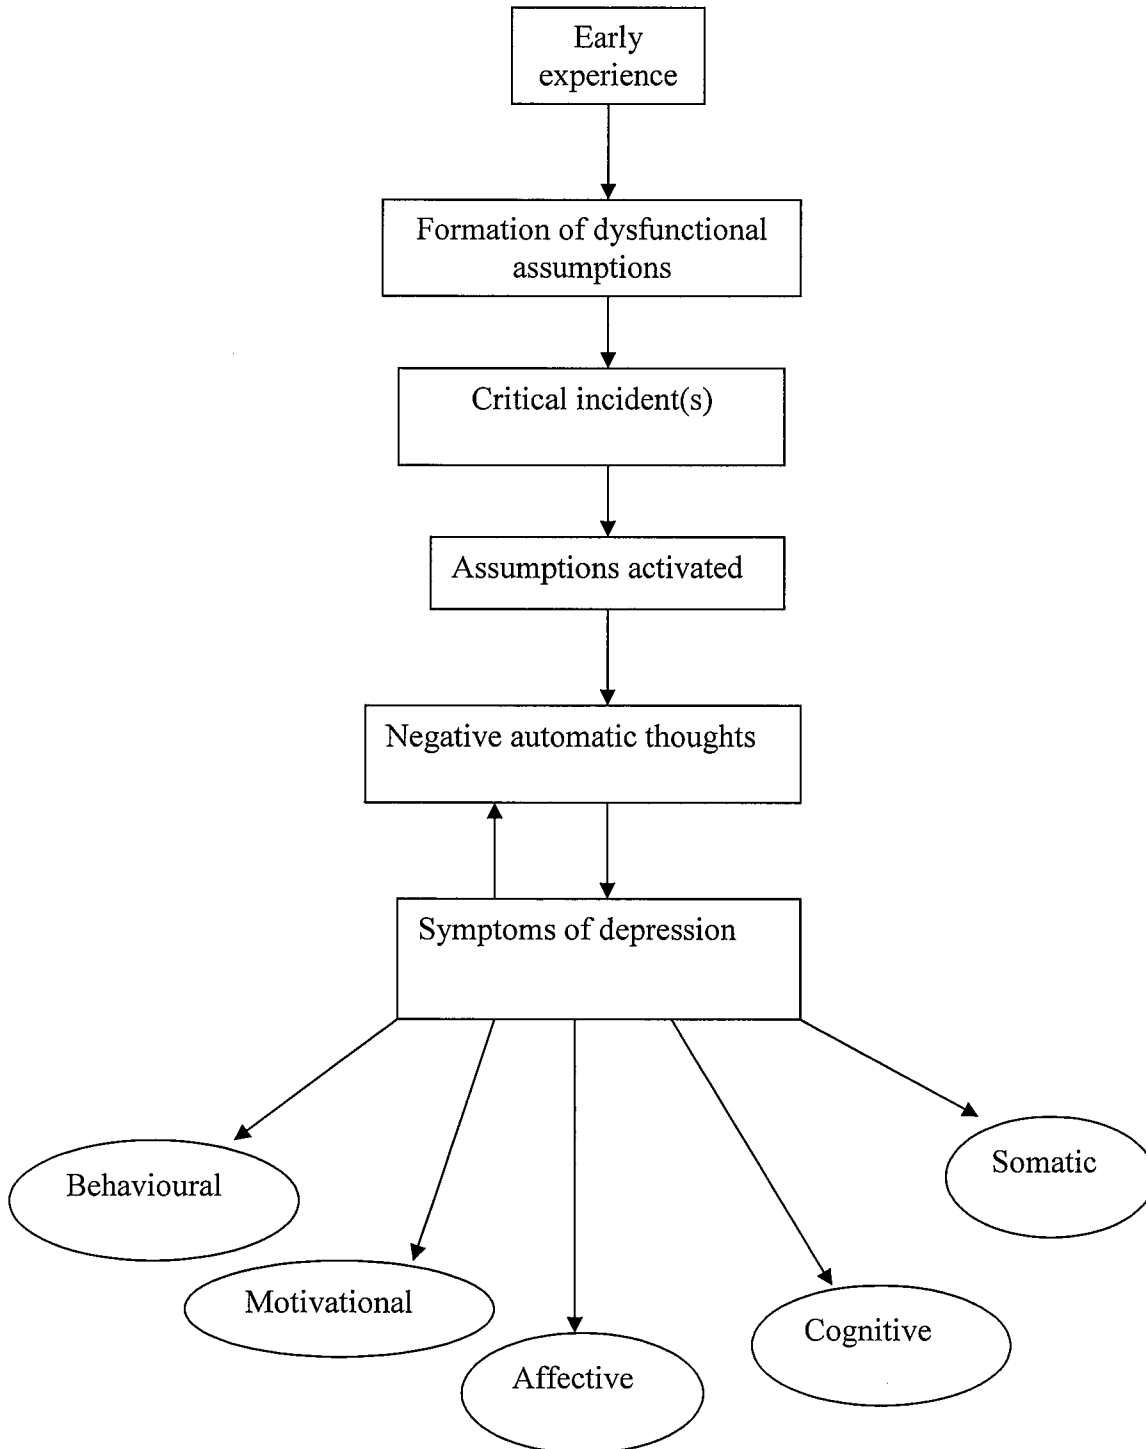 Early
experience
Formation of dysfunctional
assumptions
Critical incident(s)
Assumptions activated
Negative automatic thoughts
Symptoms of depression
Behavioural
Motivational
Affective
Cognitive
Somatic